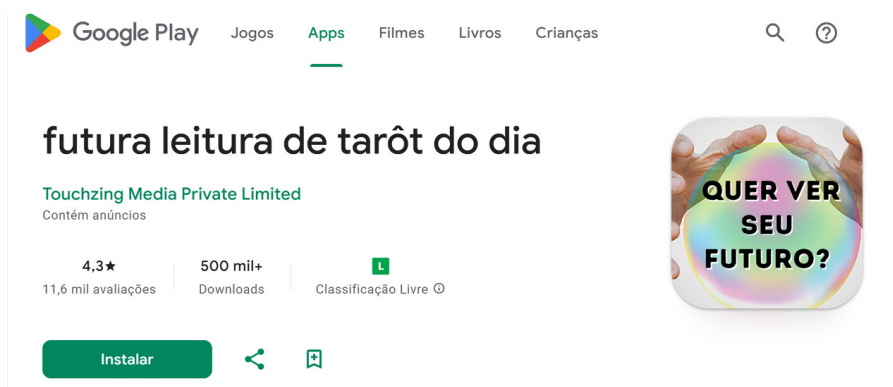 Google Play Jogos Apps Filmes Livros Crianças
futura leitura de tarôt do dia
Touchzing Media Private Limited
Contém anúncios
4,3★ 500 mil+ L
11,6 mil avaliações Downloads Classificação Livre
Instalar
QUER VER
SEU
FUTURO?